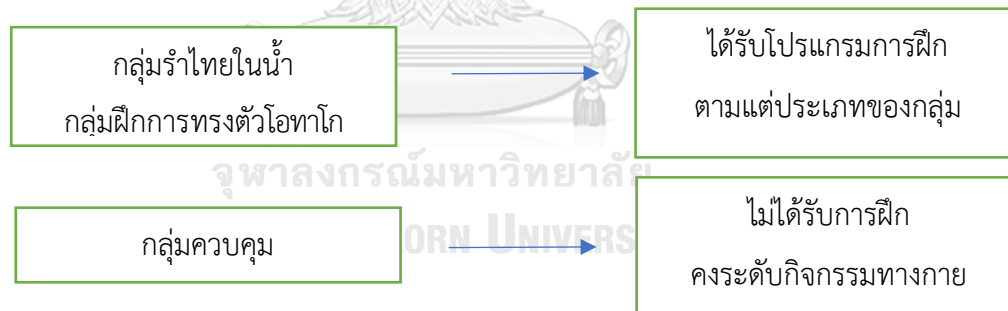 กลุ่มรำไทยในน้ำ
กลุ่มฝึกการทรงตัวโอทาโก
ได้รับโปรแกรมการฝึก
ตามแต่ประเภทของกลุ่ม
จุฬาลงกรณ์มหาวิทยาลัย
กลุ่มควบคุม
ORN UNIVERS
ไม่ได้รับการฝึก
คงระดับกิจกรรมทางกาย